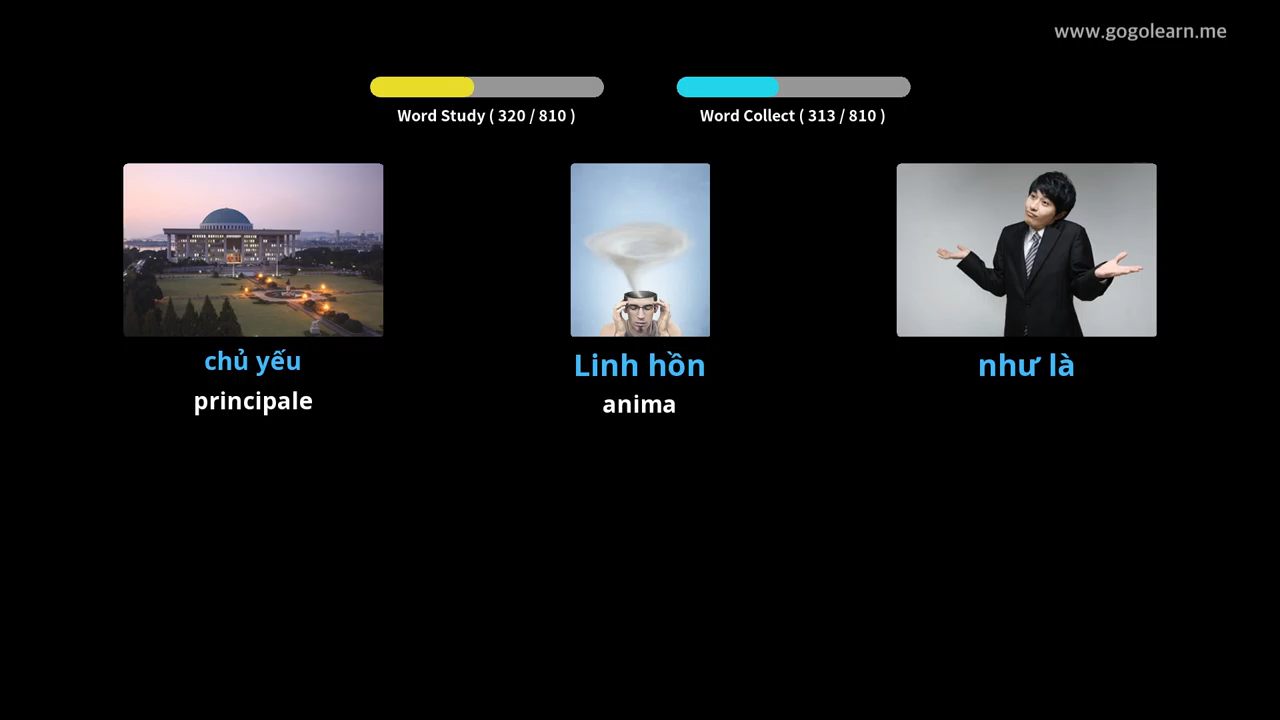 www.gogolearn.me
Word Study ( 320 / 810 )
Word Collect ( 313 / 810 )
chủ yếu
principale
Linh hồn
anima
như là